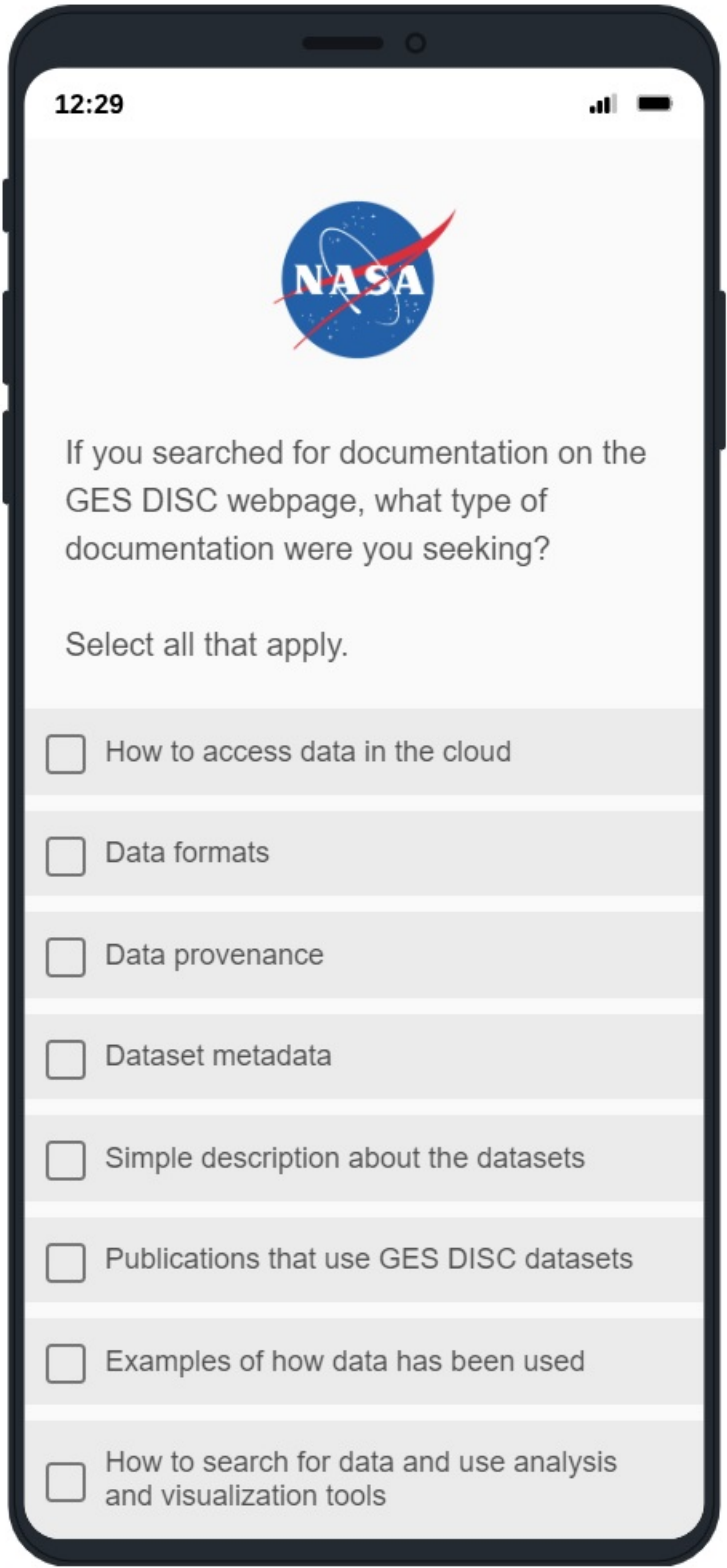 12:29
NASA
If you searched for documentation on the
GES DISC webpage, what type of
documentation were you seeking?
Select all that apply.
How to access data in the cloud
Data formats
Data provenance
Dataset metadata
Simple description about the datasets
Publications that use GES DISC datasets
Examples of how data has been used
How to search for data and use analysis
and visualization tools